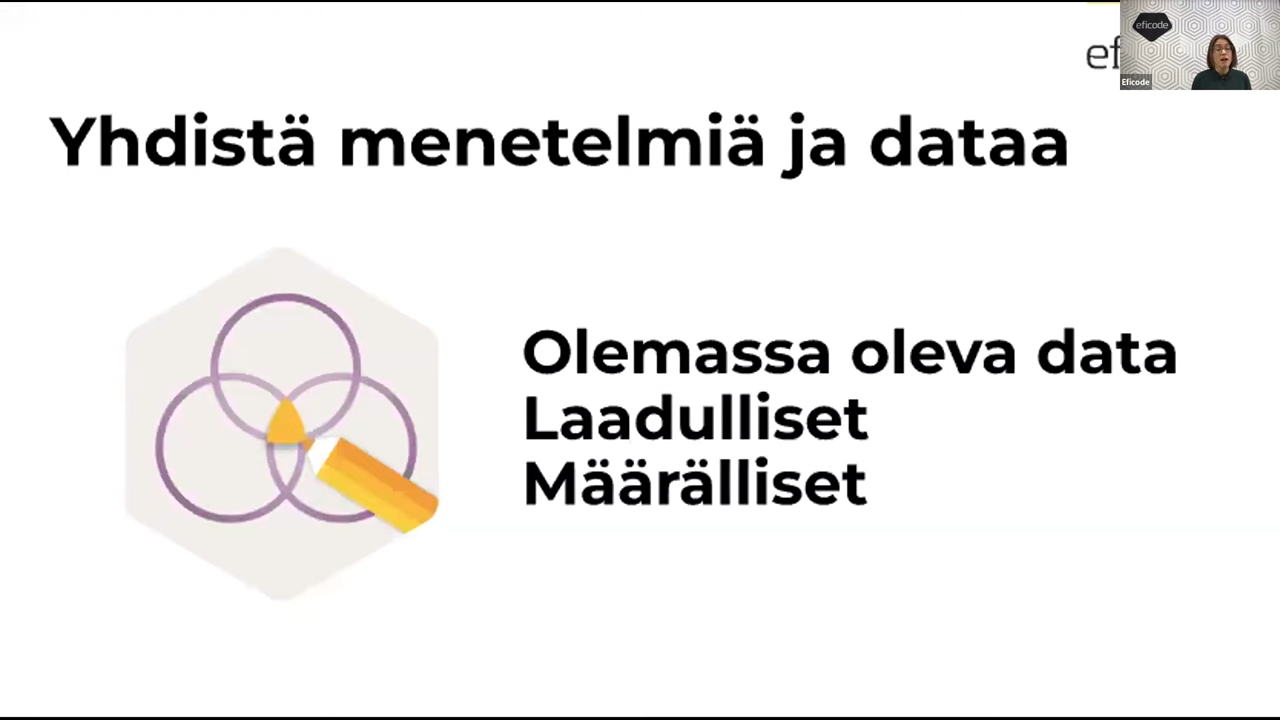 eficode
Eficode
Yhdistä menetelmiä ja dataa
Olemassa oleva data
Laadulliset
Määrälliset